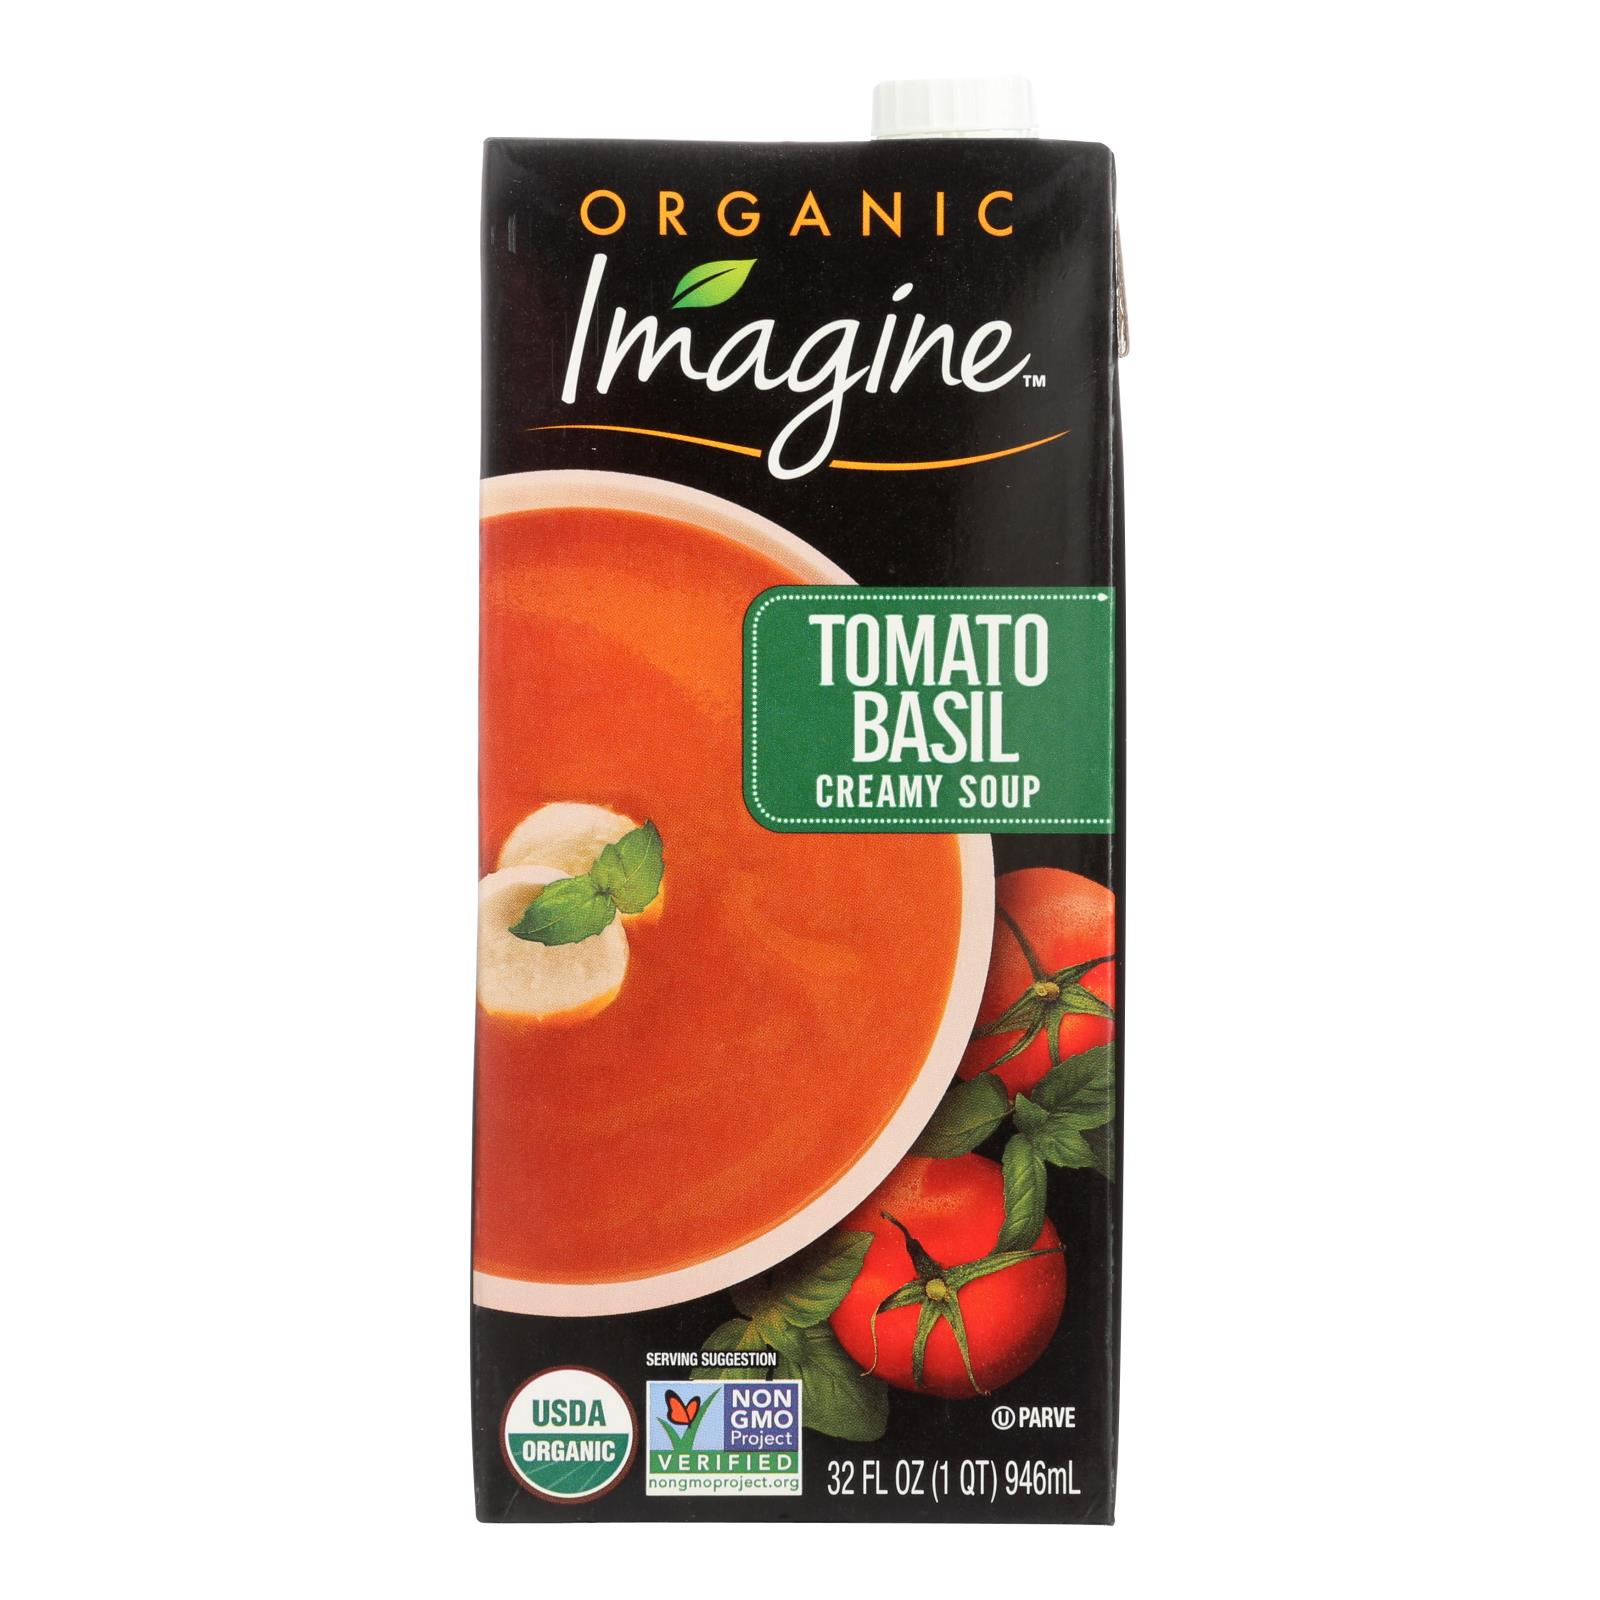 ORGANIC
Imagine™
TOMATO
BASIL
CREAMY SOUP
SERVING SUGGESTION
USDA
ORGANIC
NON
GMO
Project
VERIFIED
nongmoproject.org
Ⓤ PARVE
32 FL OZ (1 QT) 946mL